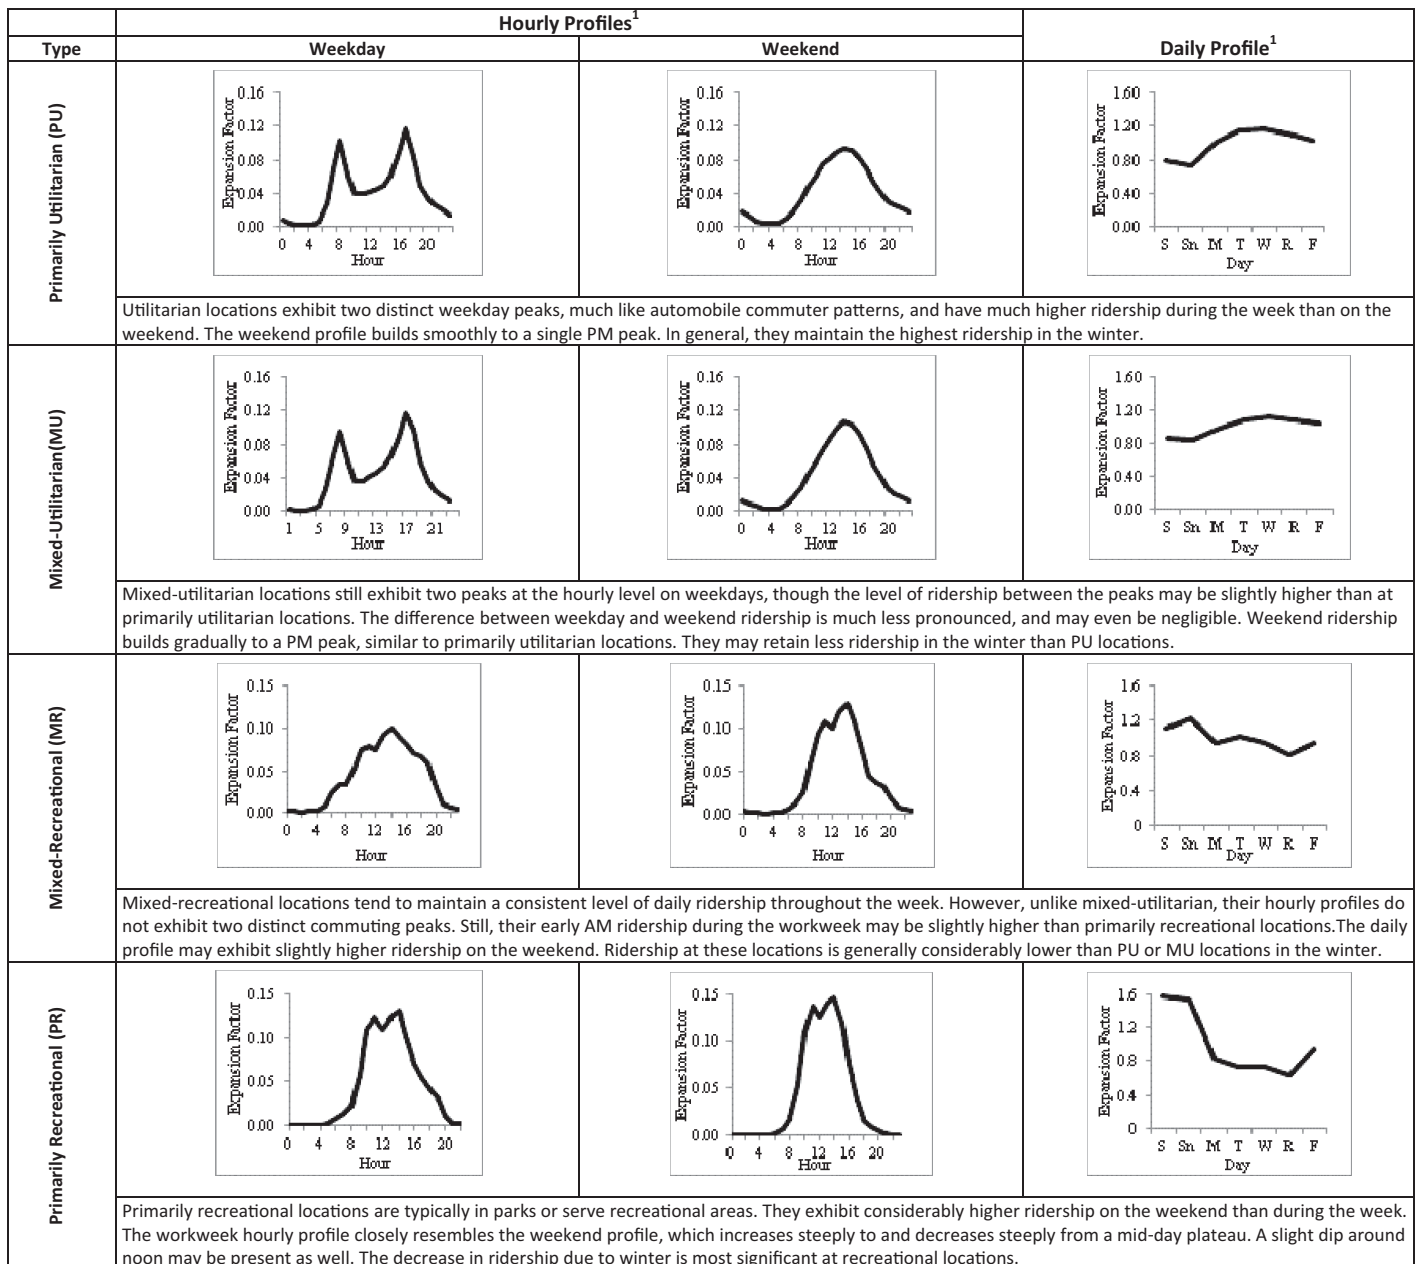 Hourly Profiles1
Type
Weekday
Weekend
Daily Profile1
Primarily Utilitarian (PU)
Expansion Factor
0.16
0.12
0.08
0.04
0.00
0 4 8 12 16 20
Hour
Expansion Factor
0.16
0.12
0.08
0.04
0.00
0 4 8 12 16 20
Hour
Expansion Factor
1.60
1.20
0.80
0.40
0.00
S Sn M T W R F
Day
Utilitarian locations exhibit two distinct weekday peaks, much like automobile commuter patterns, and have much higher ridership during the week than on the
weekend. The weekend profile builds smoothly to a single PM peak. In general, they maintain the highest ridership in the winter.
Mixed-Utilitarian(MU)
Expansion Factor
0.16
0.12
0.08
0.04
0.00
1 5 9 13 17 21
Hour
Expansion Factor
0.16
0.12
0.08
0.04
0.00
0 4 8 12 16 20
Hour
Expansion Factor
1.60
1.20
0.80
0.40
0.00
S Sn M T W R F
Day
Mixed-utilitarian locations still exhibit two peaks at the hourly level on weekdays, though the level of ridership between the peaks may be slightly higher than at
primarily utilitarian locations. The difference between weekday and weekend ridership is much less pronounced, and may even be negligible. Weekend ridership
builds gradually to a PM peak, similar to primarily utilitarian locations. They may retain less ridership in the winter than PU locations.
Mixed-Recreational (MR)
Expansion Factor
0.15
0.10
0.05
0.00
0 4 8 12 16 20
Hour
Expansion Factor
0.15
0.10
0.05
0.00
0 4 8 12 16 20
Hour
Expansion Factor
1.6
1.2
0.8
0.4
0
S Sn M T W R F
Day
Mixed-recreational locations tend to maintain a consistent level of daily ridership throughout the week. However, unlike mixed-utilitarian, their hourly profiles do
not exhibit two distinct commuting peaks. Still, their early AM ridership during the workweek may be slightly higher than primarily recreational locations.The daily
profile may exhibit slightly higher ridership on the weekend. Ridership at these locations is generally considerably lower than PU or MU locations in the winter.
Primarily Recreational (PR)
Expansion Factor
0.15
0.10
0.05
0.00
0 4 8 12 16 20
Hour
Expansion Factor
0.15
0.10
0.05
0.00
0 4 8 12 16 20
Hour
Expansion Factor
1.6
1.2
0.8
0.4
0
S Sn M T W R F
Day
Primarily recreational locations are typically in parks or serve recreational areas. They exhibit considerably higher ridership on the weekend than during the week.
The workweek hourly profile closely resembles the weekend profile, which increases steeply to and decreases steeply from a mid-day plateau. A slight dip around
noon may be present as well. The decrease in ridership due to winter is most significant at recreational locations.